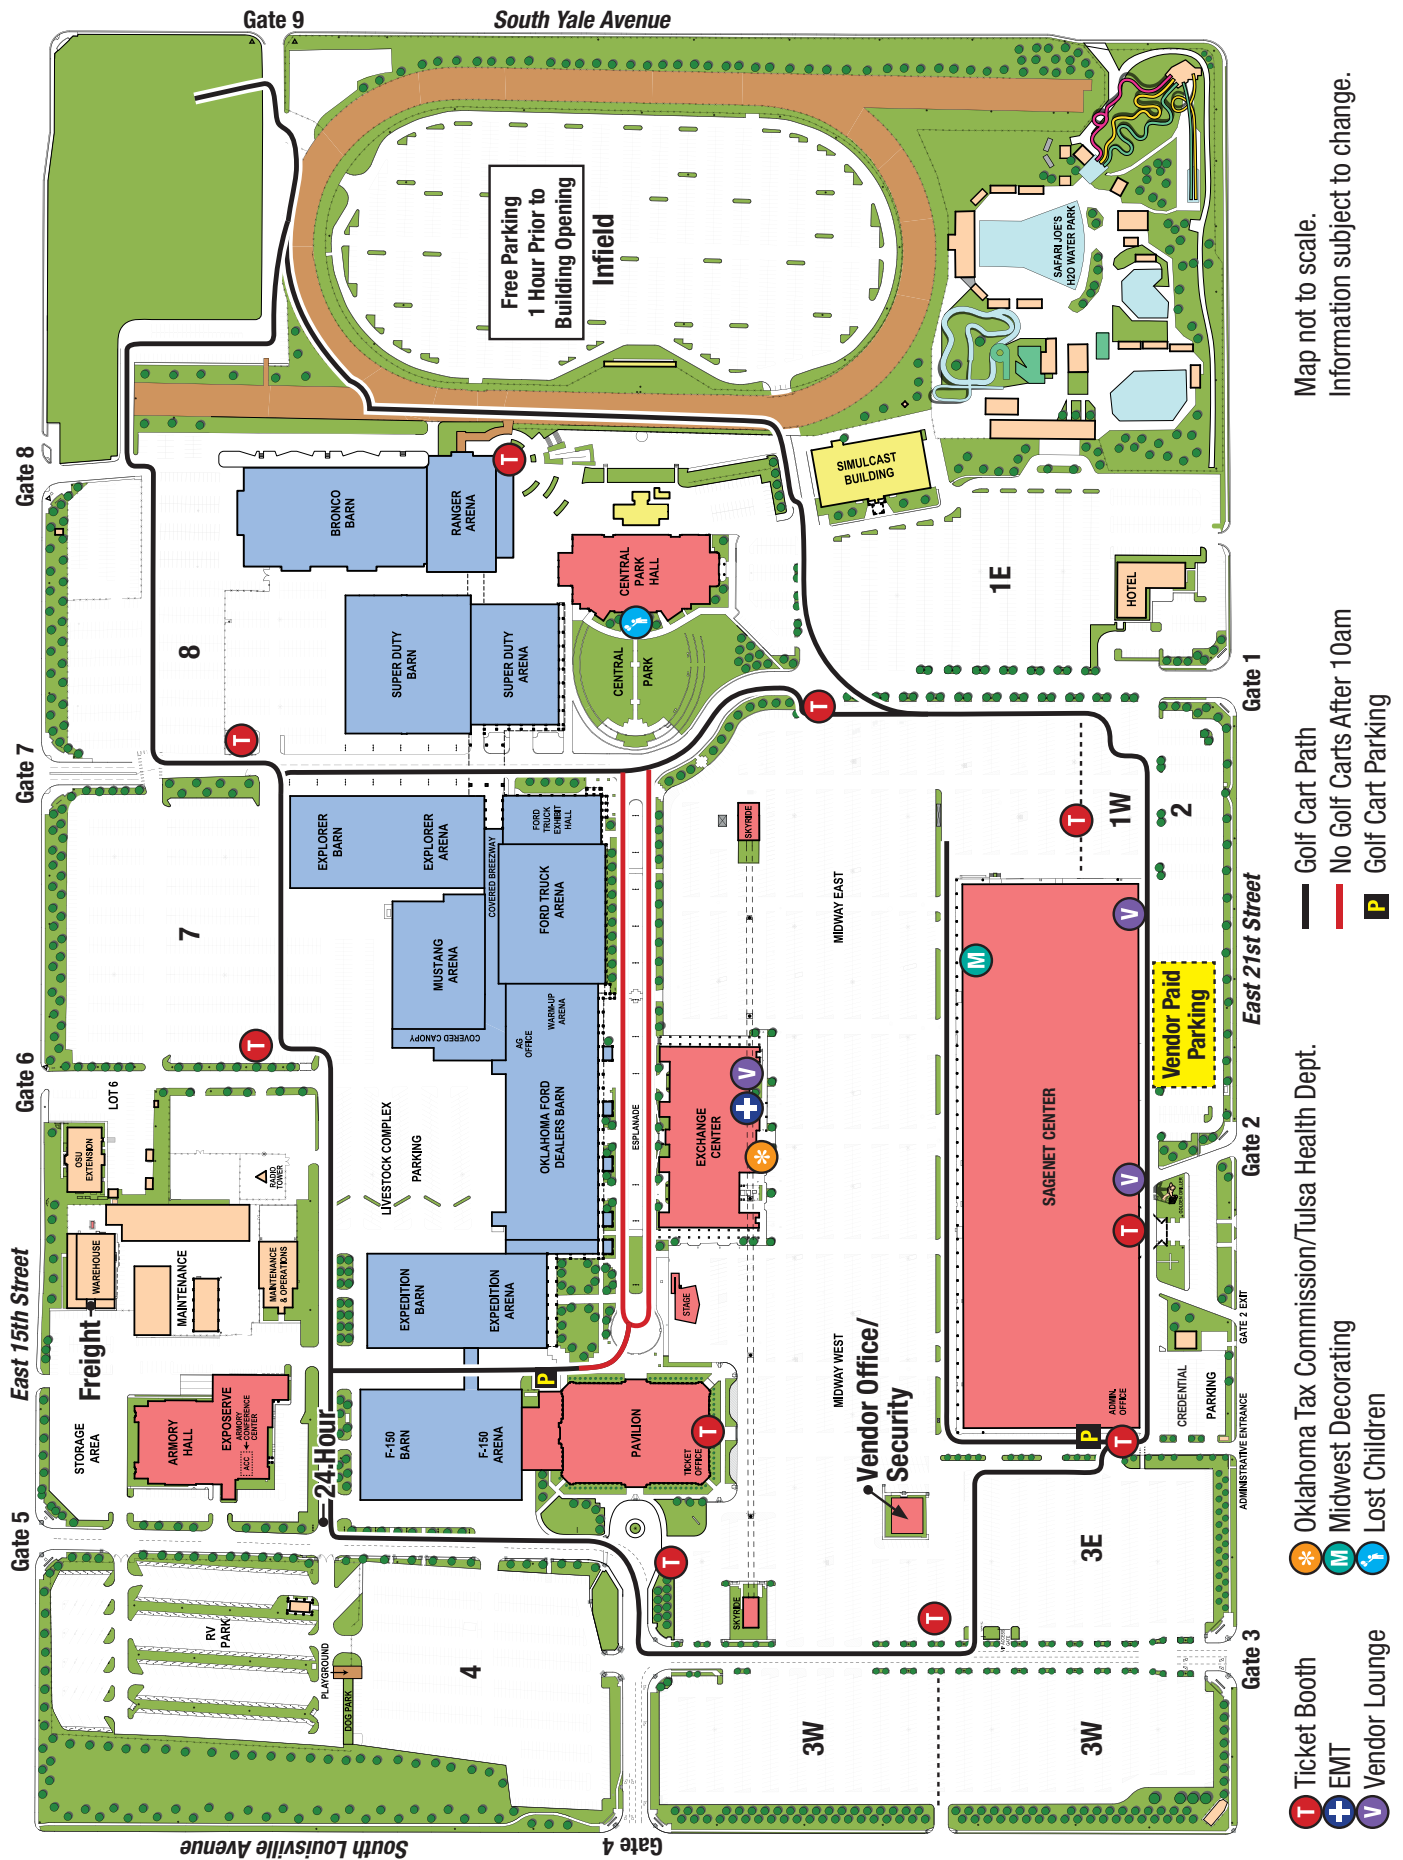 Gate 9
South Yale Avenue
Free Parking
1 Hour Prior to
Building Opening
Infield
SAFARI JOE'S
H2O WATER PARK
Gate 8
BRONCO
BARN
RANGER
ARENA
T
SIMULCAST
BUILDING
CENTRAL
PARK
HALL
1E
HOTEL
8
SUPER DUTY
BARN
SUPER DUTY
ARENA
CENTRAL
PARK
Gate 1
T
T
Gate 7
EXPLORER
BARN
EXPLORER
ARENA
COVERED BREEZWAY
FORD
TRUCK
EXHIBIT
HALL
SKYRIDE
T
1W
2
7
MUSTANG
ARENA
COVERED CANOPY
FORD TRUCK
ARENA
MIDWAY EAST
V
M
Vendor Paid
Parking
East 21st Street
Gate 6
T
LOT 6
AG
OFFICE
WARM-UP
ARENA
OKLAHOMA FORD
DEALERS BARN
ESPLANADE
EXCHANGE
CENTER
V
SAGENET CENTER
Gate 2
OSU
EXTENSION
RADIO
TOWER
LIVESTOCK COMPLEX
PARKING
V
T
GOLDEN DRILLER
East 15th Street
WAREHOUSE
MAINTENANCE
MAINTENANCE
& OPERATIONS
Freight
EXPEDITION
BARN
EXPEDITION
ARENA
STAGE
MIDWAY WEST
GATE 2 EXIT
STORAGE
AREA
ARMORY
HALL
EXPOSERVE
ARMORY
CONFERENCE
CENTER
ACC
24-Hour
F-150
BARN
F-150
ARENA
P
PAVILION
TICKET
OFFICE
T
Vendor Office/
Security
P
ADMIN.
OFFICE
T
CREDENTIAL
PARKING
ADMINISTRATIVE ENTRANCE
Gate 5
RV
PARK
PLAYGROUND
DOG PARK
4
T
SKYRIDE
T
3E
Gate 3
3W
3W
South Louisville Avenue
Gate 4
T Ticket Booth
EMT
V Vendor Lounge
Oklahoma Tax Commission/Tulsa Health Dept.
M Midwest Decorating
Lost Children
Golf Cart Path
No Golf Carts After 10am
P Golf Cart Parking
Map not to scale.
Information subject to change.